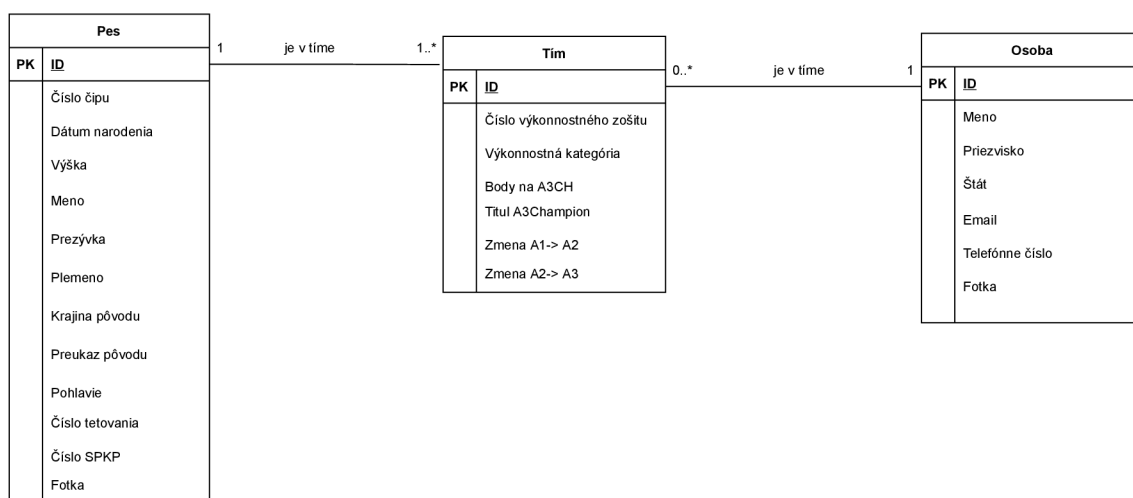 Pes
PK ID
Číslo čipu
Dátum narodenia
Výška
Meno
Prezývka
Plemeno
Krajina pôvodu
Preukaz pôvodu
Pohlavie
Číslo tetovania
Číslo SPKP
Fotka
1 je v tíme 1..*
Tím
PK ID
Číslo výkonnostného zošitu
Výkonnostná kategória
Body na A3CH
Titul A3Champion
Zmena A1-> A2
Zmena A2-> A3
0..* je v tíme 1
Osoba
PK ID
Meno
Priezvisko
Štát
Email
Telefónne číslo
Fotka